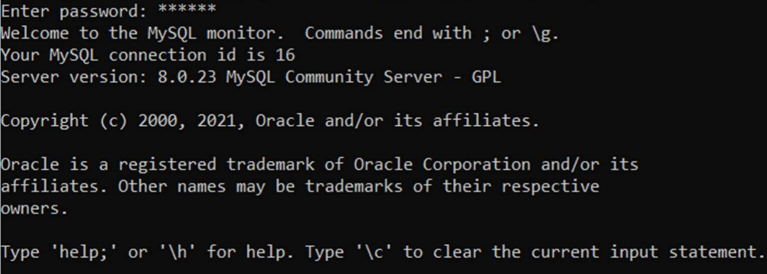 Enter password: ******
Welcome to the MySQL monitor.  Commands end with ; or \g.
Your MySQL connection id is 16
Server version: 8.0.23 MySQL Community Server - GPL

Copyright (c) 2000, 2021, Oracle and/or its affiliates.

Oracle is a registered trademark of Oracle Corporation and/or its
affiliates. Other names may be trademarks of their respective
owners.

Type 'help;' or '\h' for help. Type '\c' to clear the current input statement.